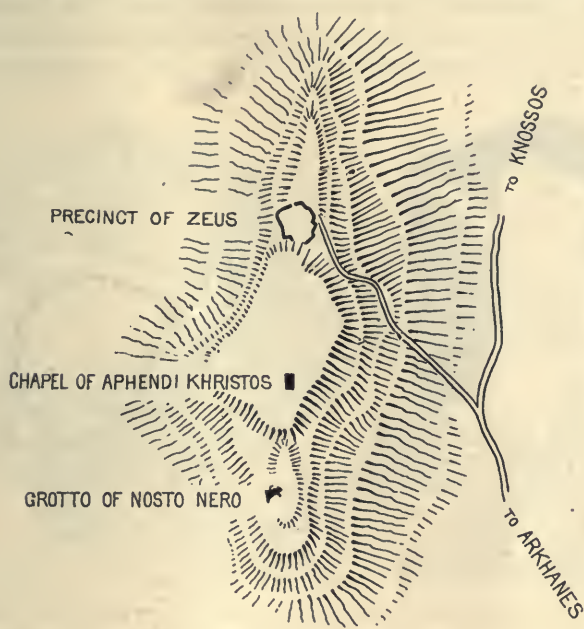 TO KNOSSOS
PRECINCT OF ZEUS
CHAPEL OF APHENDI KHRISTOS
GROTTO OF NOSTO NERO
TO ARKHANES